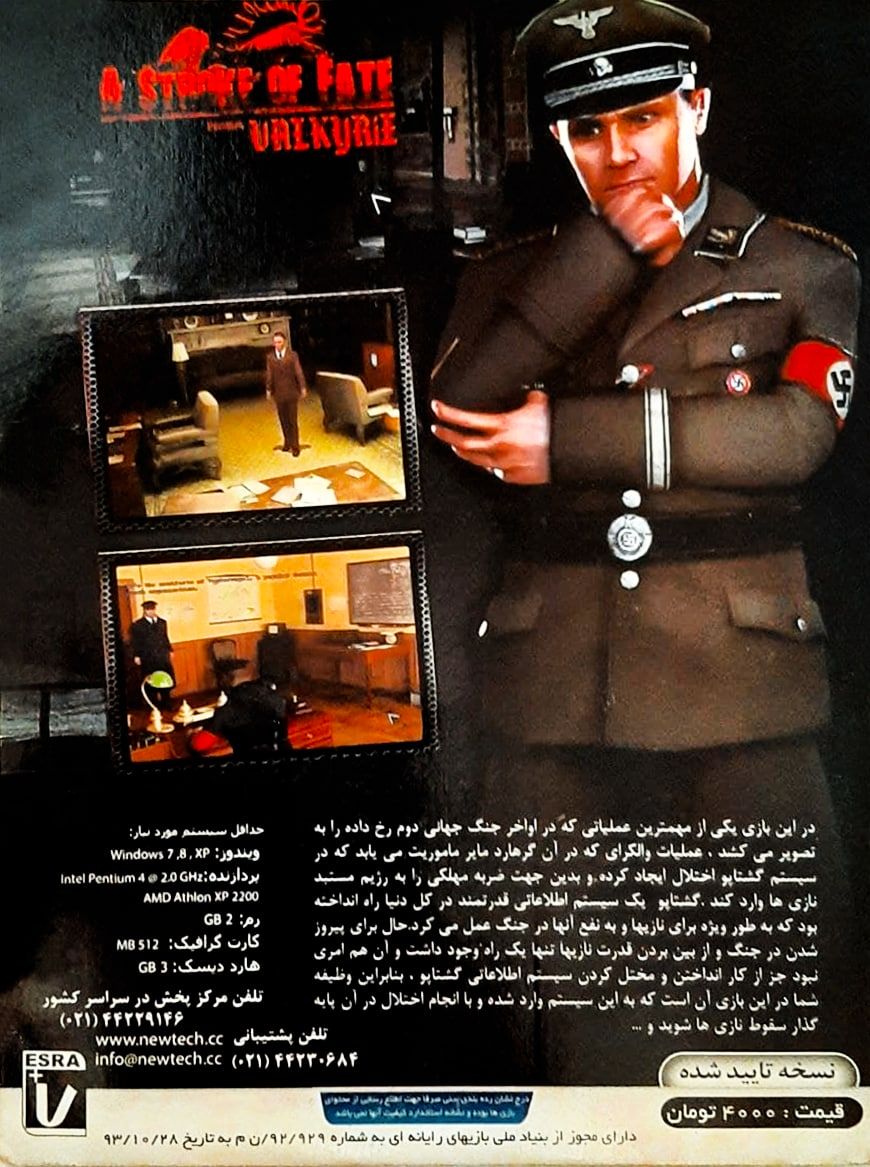 A STROKE OF FATE
VALKYRIE
در این بازی یکی از مهمترین عملیاتی که در اواخر جنگ جهانی دوم رخ داده را به
تصویر می کشد ، عملیات والکرای که در آن گرهارد مایر ماموریت می یابد که در
سیستم گشتاپو اختلال ایجاد کرده و بدین جهت ضربه مهلکی را به رژیم مستبد
نازی ها وارد کند .گشتاپو یک سیستم اطلاعاتی قدرتمند در کل دنیا راه انداخته
بود که به طور ویژه برای نازیها و به نفع آنها در جنگ عمل می کرد.حال برای پیروز
شدن در جنگ و از بین بردن قدرت نازیها تنها یک راه وجود داشت و آن هم امری
نبود جز از کار انداختن و مختل کردن سیستم اطلاعاتی گشتاپو ، بنابراین وظیفه
شما در این بازی آن است که به این سیستم وارد شده و با انجام اختلال در آن پایه
گذار سقوط نازی ها شوید و ...
حداقل سیستم مورد نیاز:
ویندوز: Windows 7 ,8 , XP
پردازنده: Intel Pentium 4 @ 2.0 GHz
AMD Athlon XP 2200
رم: 2 GB
کارت گرافیک: 512 MB
هارد دیسک: 3 GB
تلفن مرکز پخش در سراسر کشور
(۰۲۱) ۴۴۲۲۹۱۴۶
تلفن پشتیبانی www.newtech.cc
(۰۲۱) ۴۴۲۳۰۶۸۴ info@newtech.cc
ESRA
+
نسخه تایید شده
قیمت : ۴۰۰۰ تومان
درج نشان رده بندی سنی صرفا جهت اطلاع رسانی از محتوای
بازی ها بوده و نشانه استاندارد کیفیت آنها نمی باشد
دارای مجوز از بنیاد ملی بازیهای رایانه ای به شماره ۹۲/۹۲۹/ن م به تاریخ ۹۳/۱۰/۲۸